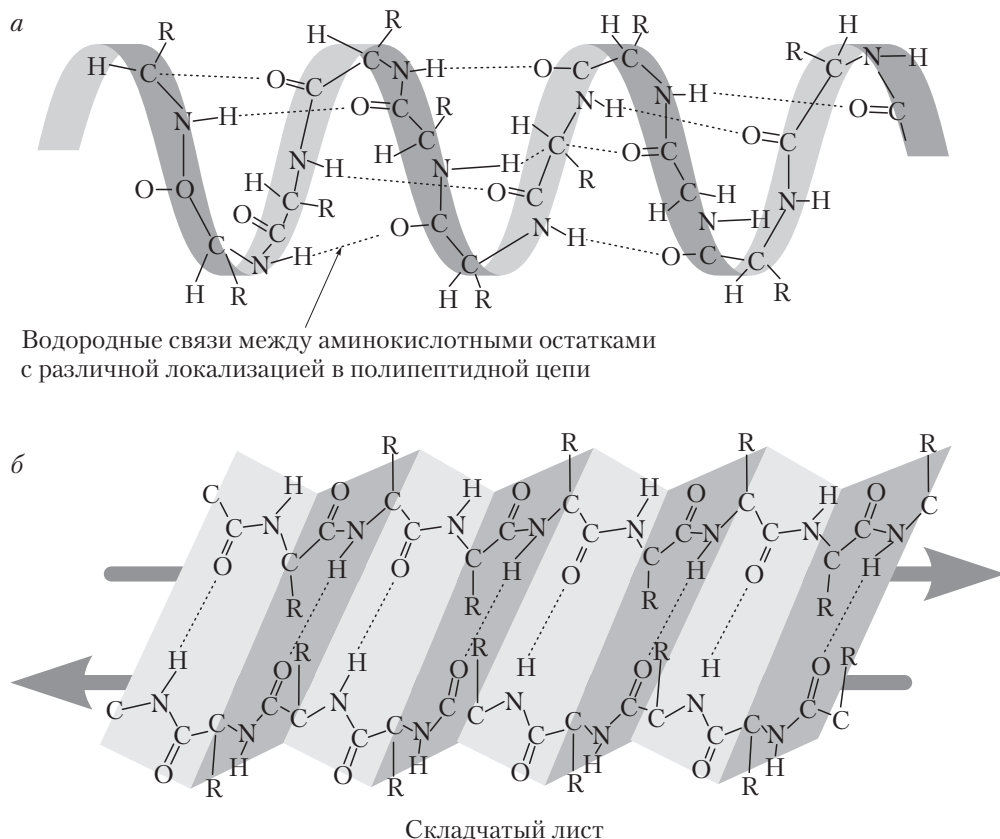 а
H R H R H R H
C O C N H O C C R C N H
N H O C N N H O C
H R H H O C
N H C N H C O C R C H N H
O O H C R O C H N H
O C O C N H O C C
H R N H H C R H R
Водородные связи между аминокислотными остатками
с различной локализацией в полипептидной цепи
б
R R R R
C H O C H O C H O C H O C
C N C N C N C N C N C N C N C N
O C H O C H O C H O C H
R R R R
H O R H O R H O R H O R
C N C C N C C N C C N C C
C C N C C N C C N C C N
O R H O R H O R H O R H
Складчатый лист